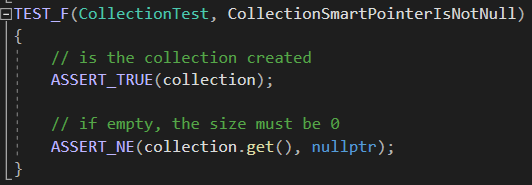 TEST_F(CollectionTest, CollectionSmartPointerIsNotNull)
{
// is the collection created
ASSERT_TRUE(collection);
// if empty, the size must be 0
ASSERT_NE(collection.get(), nullptr);
}